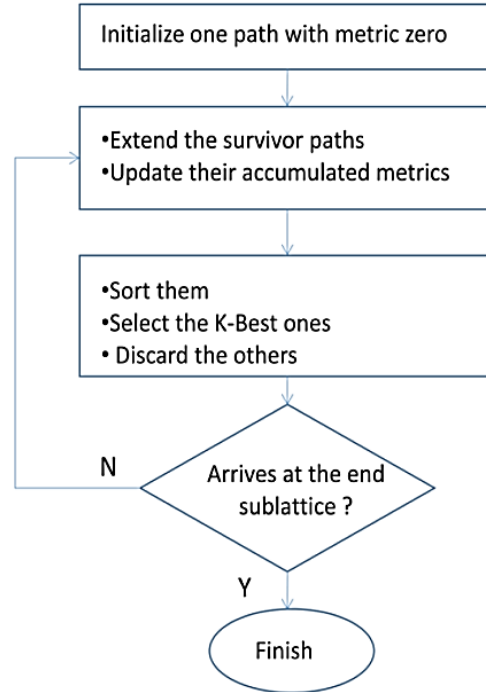 Initialize one path with metric zero
•Extend the survivor paths
•Update their accumulated metrics
•Sort them
•Select the K-Best ones
• Discard the others
N
Arrives at the end
sublattice ?
Y
Finish